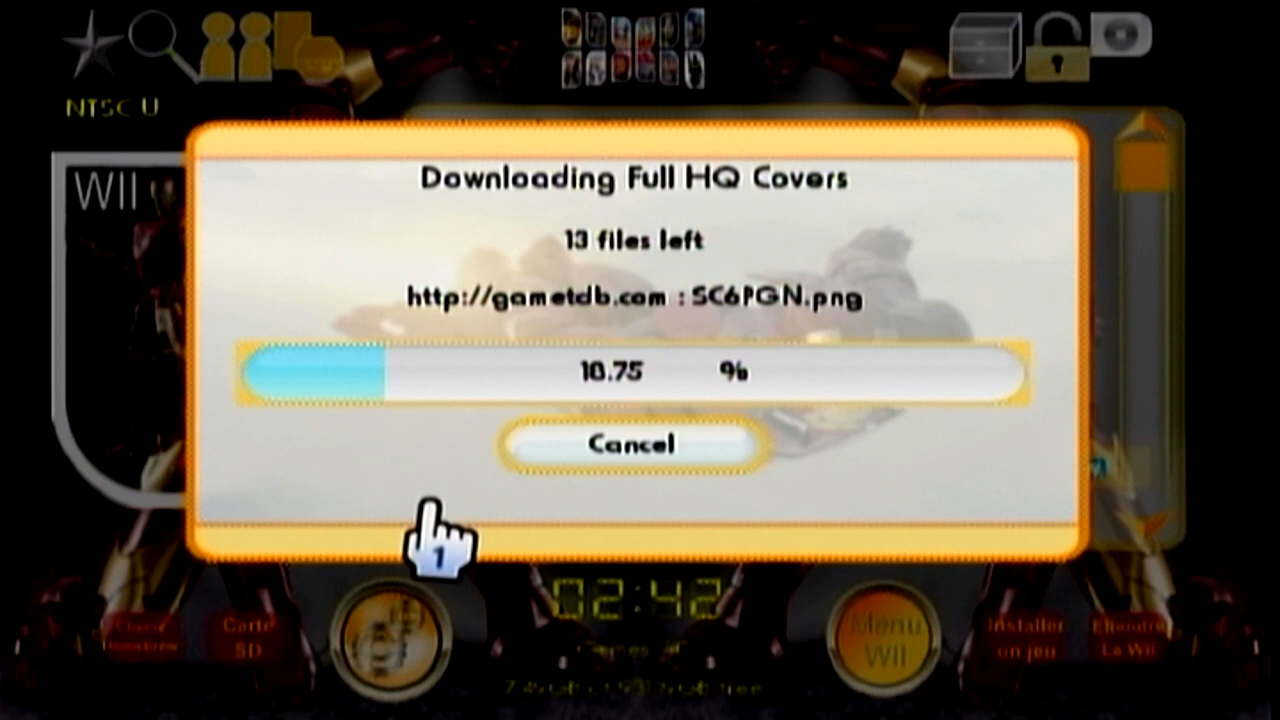 NTSC U
WII
Downloading Full HQ Covers
13 files left
http://gametdb.com : SC6PGN.png
18.75 %
Cancel
1
02:42
Carte
SD
Menu
WII
Installer
un jeu
Eteindre
La Wii